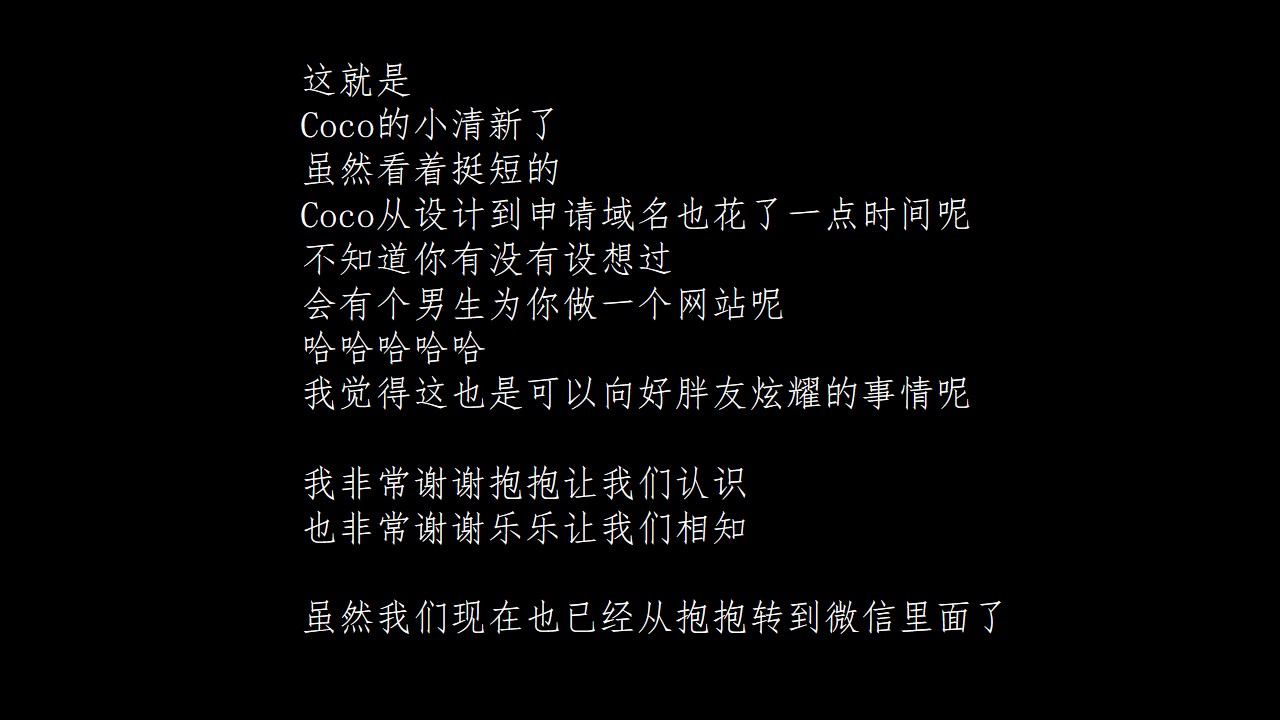 这就是
Coco的小清新了
虽然看着挺短的
Coco从设计到申请域名也花了一点时间呢
不知道你有没有设想过
会有个男生为你做一个网站呢
哈哈哈哈哈
我觉得这也是可以向好胖友炫耀的事情呢
我非常谢谢抱抱让我们认识
也非常谢谢乐乐让我们相知
虽然我们现在也已经从抱抱转到微信里面了